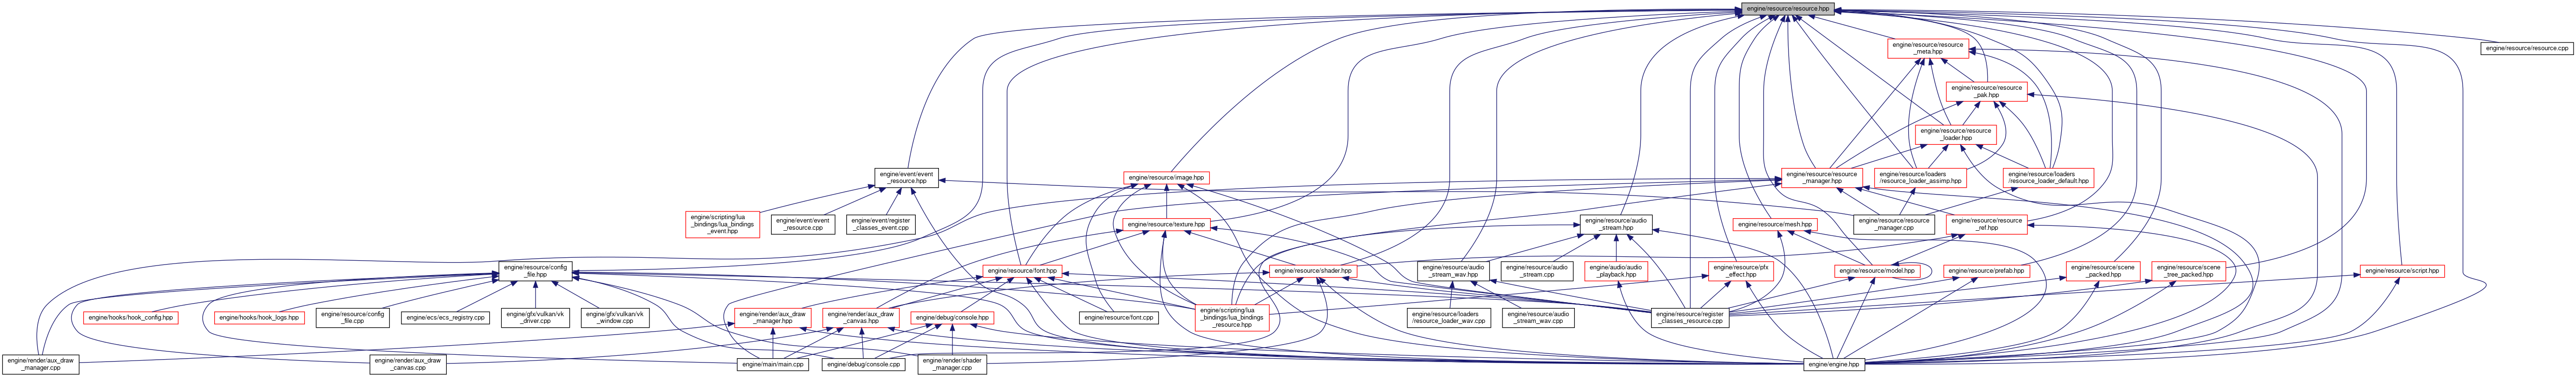 engine/resource/resource.hpp
engine/resource/resource
_meta.hpp
engine/resource/resource.cpp
engine/resource/resource
_pak.hpp
engine/resource/resource
_loader.hpp
engine/event/event
_resource.hpp
engine/resource/image.hpp
engine/resource/resource
_manager.hpp
engine/resource/loaders
/resource_loader_assimp.hpp
engine/resource/loaders
/resource_loader_default.hpp
engine/scripting/lua
_bindings/lua_bindings
_event.hpp
engine/event/event
_resource.cpp
engine/event/register
_classes_event.cpp
engine/resource/texture.hpp
engine/resource/audio
_stream.hpp
engine/resource/mesh.hpp
engine/resource/resource
_manager.cpp
engine/resource/resource
_ref.hpp
engine/resource/config
_file.hpp
engine/resource/font.hpp
engine/resource/shader.hpp
engine/resource/audio
_stream_wav.hpp
engine/resource/audio
_stream.cpp
engine/audio/audio
_playback.hpp
engine/resource/pfx
_effect.hpp
engine/resource/model.hpp
engine/resource/prefab.hpp
engine/resource/scene
_packed.hpp
engine/resource/scene
_tree_packed.hpp
engine/resource/script.hpp
engine/hooks/hook_config.hpp
engine/hooks/hook_logs.hpp
engine/resource/config
_file.cpp
engine/ecs/ecs_registry.cpp
engine/gfx/vulkan/vk
_driver.cpp
engine/gfx/vulkan/vk
_window.cpp
engine/render/aux_draw
_manager.hpp
engine/render/aux_draw
_canvas.hpp
engine/debug/console.hpp
engine/resource/font.cpp
engine/scripting/lua
_bindings/lua_bindings
_resource.hpp
engine/resource/loaders
/resource_loader_wav.cpp
engine/resource/audio
_stream_wav.cpp
engine/resource/register
_classes_resource.cpp
engine/render/aux_draw
_manager.cpp
engine/render/aux_draw
_canvas.cpp
engine/main/main.cpp
engine/debug/console.cpp
engine/render/shader
_manager.cpp
engine/engine.hpp